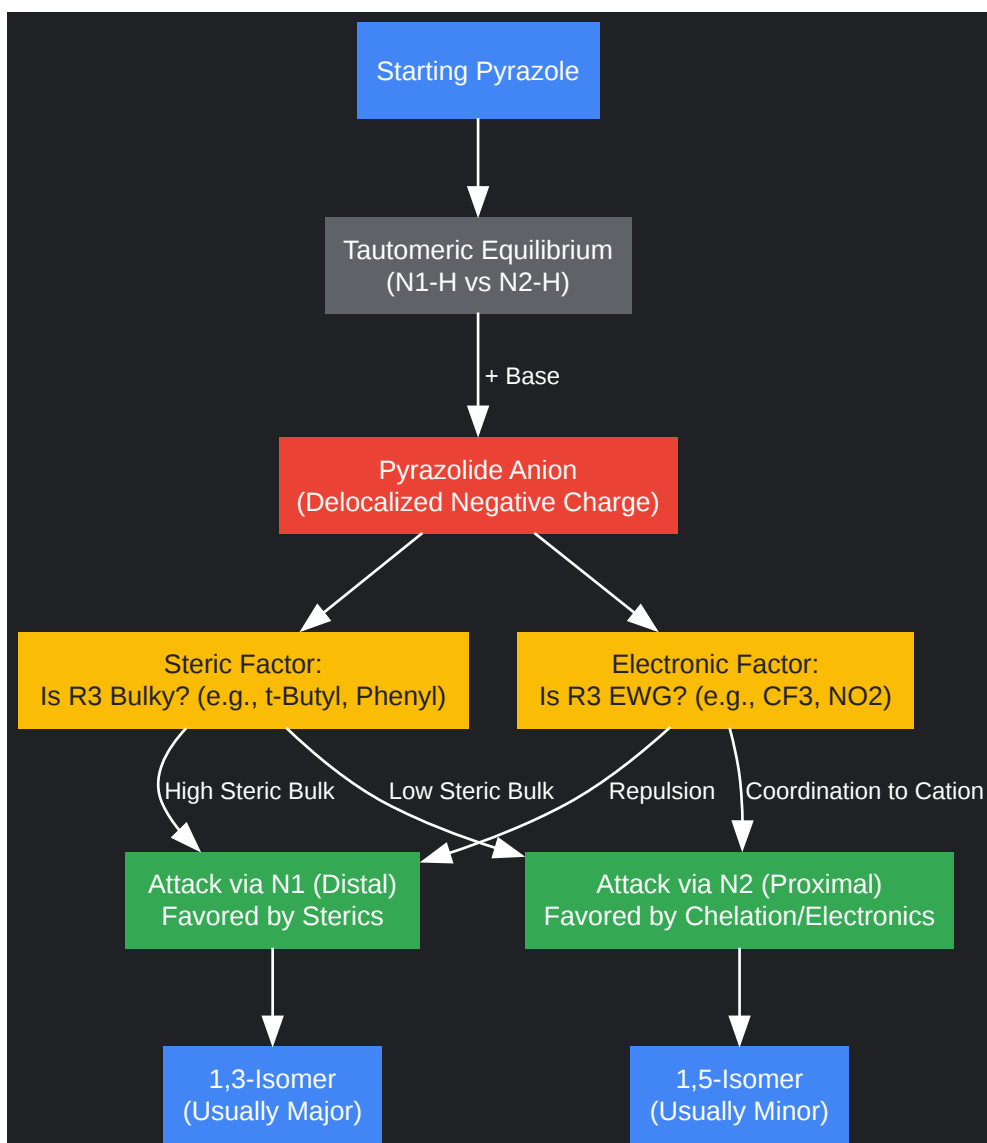 Starting Pyrazole
Tautomeric Equilibrium
(N1-H vs N2-H)
+ Base
Pyrazolide Anion
(Delocalized Negative Charge)
Steric Factor:
Is R3 Bulky? (e.g., t-Butyl, Phenyl)
Electronic Factor:
Is R3 EWG? (e.g., CF3, NO2)
High Steric Bulk
Low Steric Bulk
Repulsion
Coordination to Cation
Attack via N1 (Distal)
Favored by Sterics
Attack via N2 (Proximal)
Favored by Chelation/Electronics
1,3-Isomer
(Usually Major)
1,5-Isomer
(Usually Minor)